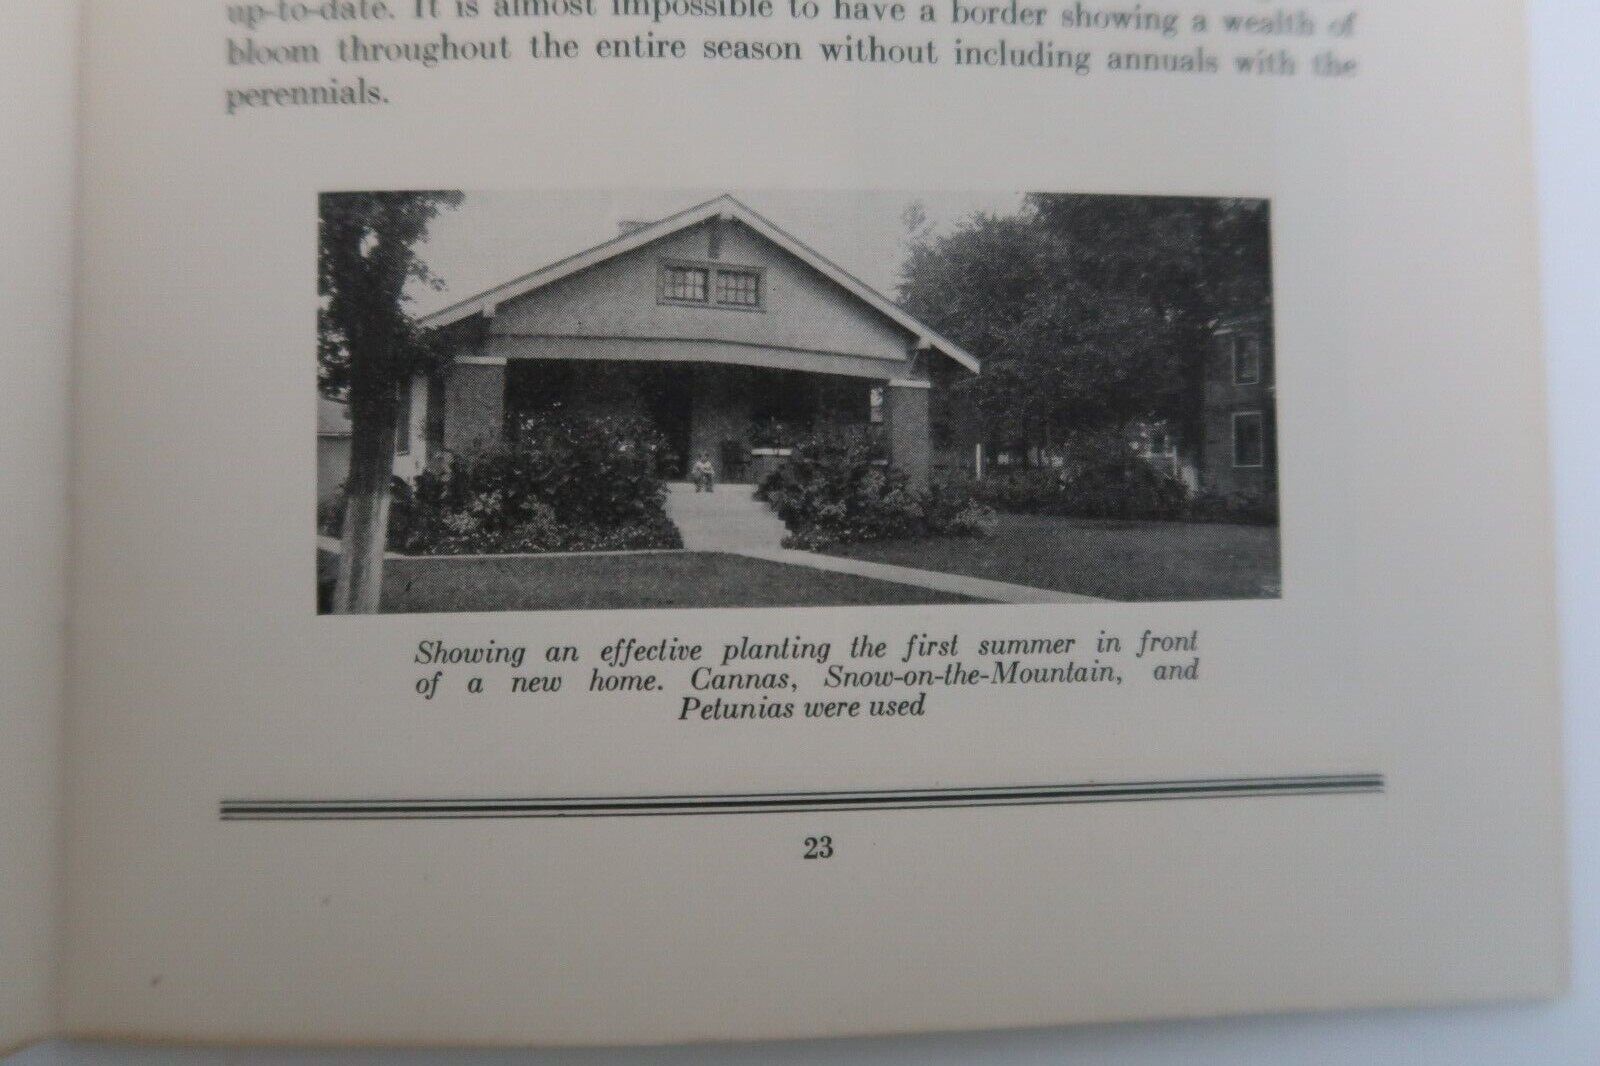 up-to-date. It is almost impossible to have a border showing a wealth of
bloom throughout the entire season without including annuals with the
perennials.
Showing an effective planting the first summer in front
of a new home. Cannas, Snow-on-the-Mountain, and
Petunias were used
23